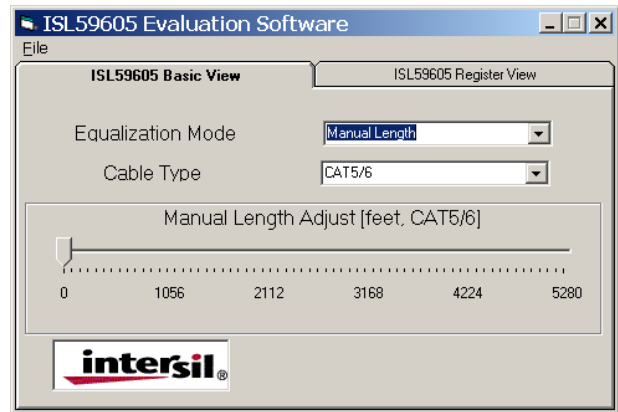 ISL59605 Evaluation Software
File
ISL59605 Basic View ISL59605 Register View
Equalization Mode Manual Length
Cable Type CAT5/6
Manual Length Adjust [feet, CAT5/6]
0 1056 2112 3168 4224 5280
intersil®